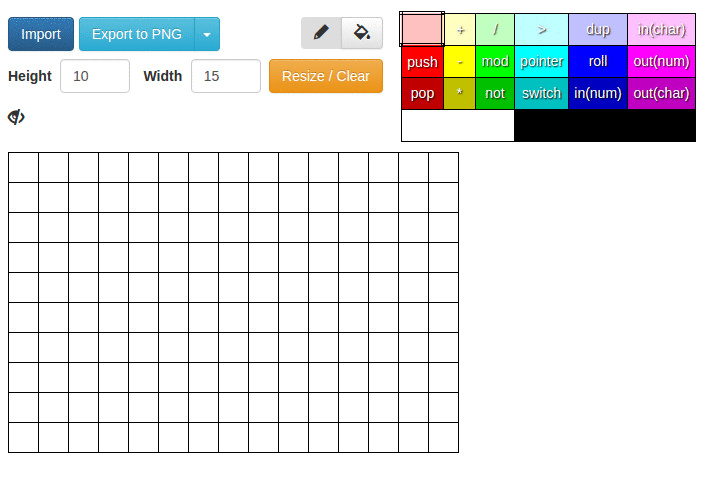 Import Export to PNG
Height 10 Width 15 Resize / Clear
+ / > dup in(char)
push - mod pointer roll out(num)
pop * not switch in(num) out(char)